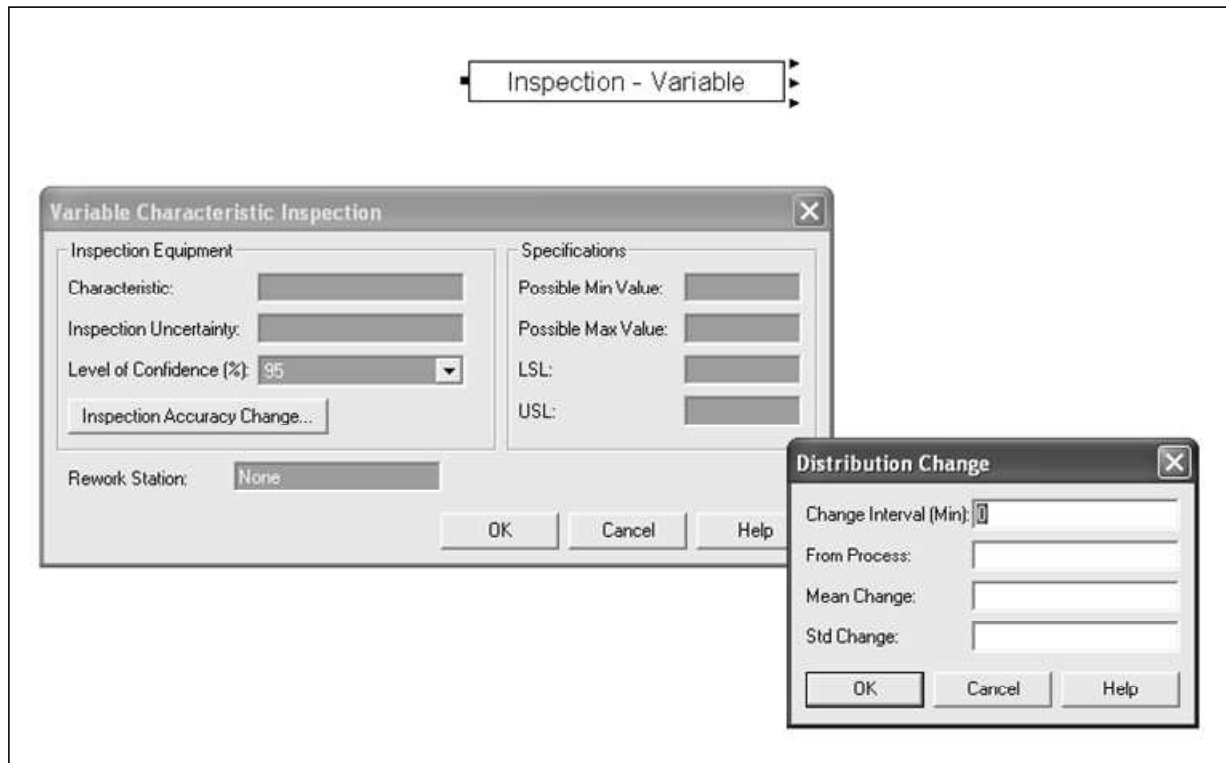 Inspection - Variable
Variable Characteristic Inspection
Inspection Equipment
Characteristic:
Inspection Uncertainty:
Level of Confidence (%): 95
Inspection Accuracy Change...
Rework Station: None
Specifications
Possible Min Value:
Possible Max Value:
LSL:
USL:
OK Cancel Help
Distribution Change
Change Interval (Min): 0
From Process:
Mean Change:
Std Change:
OK Cancel Help